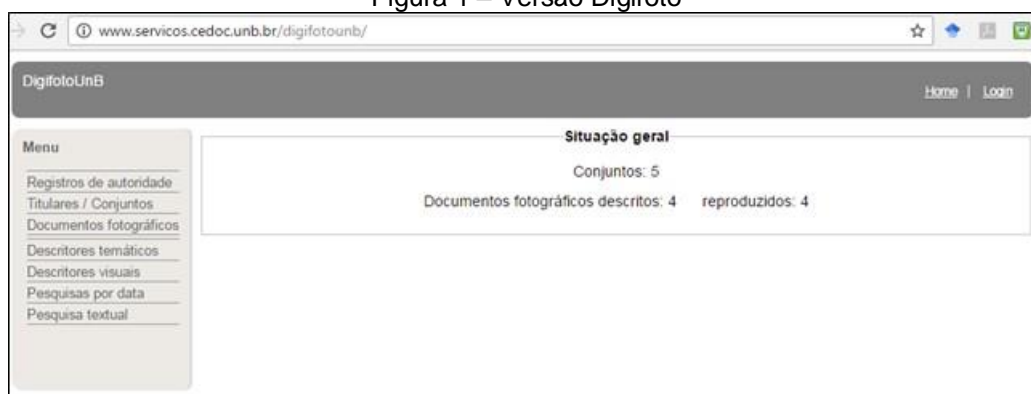 Figura 1 – Versão Digifoto
www.servicos.cedoc.unb.br/digifotounb/
DigifotoUnB
Home | Login
Menu
Registros de autoridade
Titulares / Conjuntos
Documentos fotográficos
Descritores temáticos
Descritores visuais
Pesquisas por data
Pesquisa textual
Situação geral
Conjuntos: 5
Documentos fotográficos descritos: 4 reproduzidos: 4